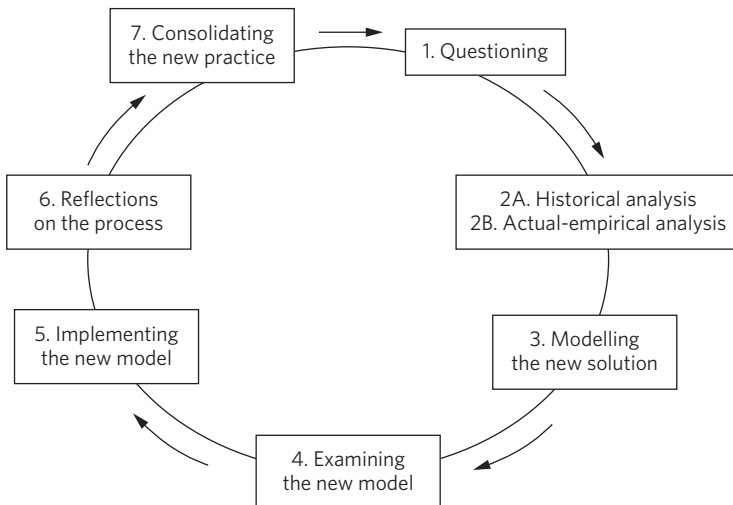 1. Questioning
2A. Historical analysis
2B. Actual-empirical analysis
3. Modelling
the new solution
4. Examining
the new model
5. Implementing
the new model
6. Reflections
on the process
7. Consolidating
the new practice